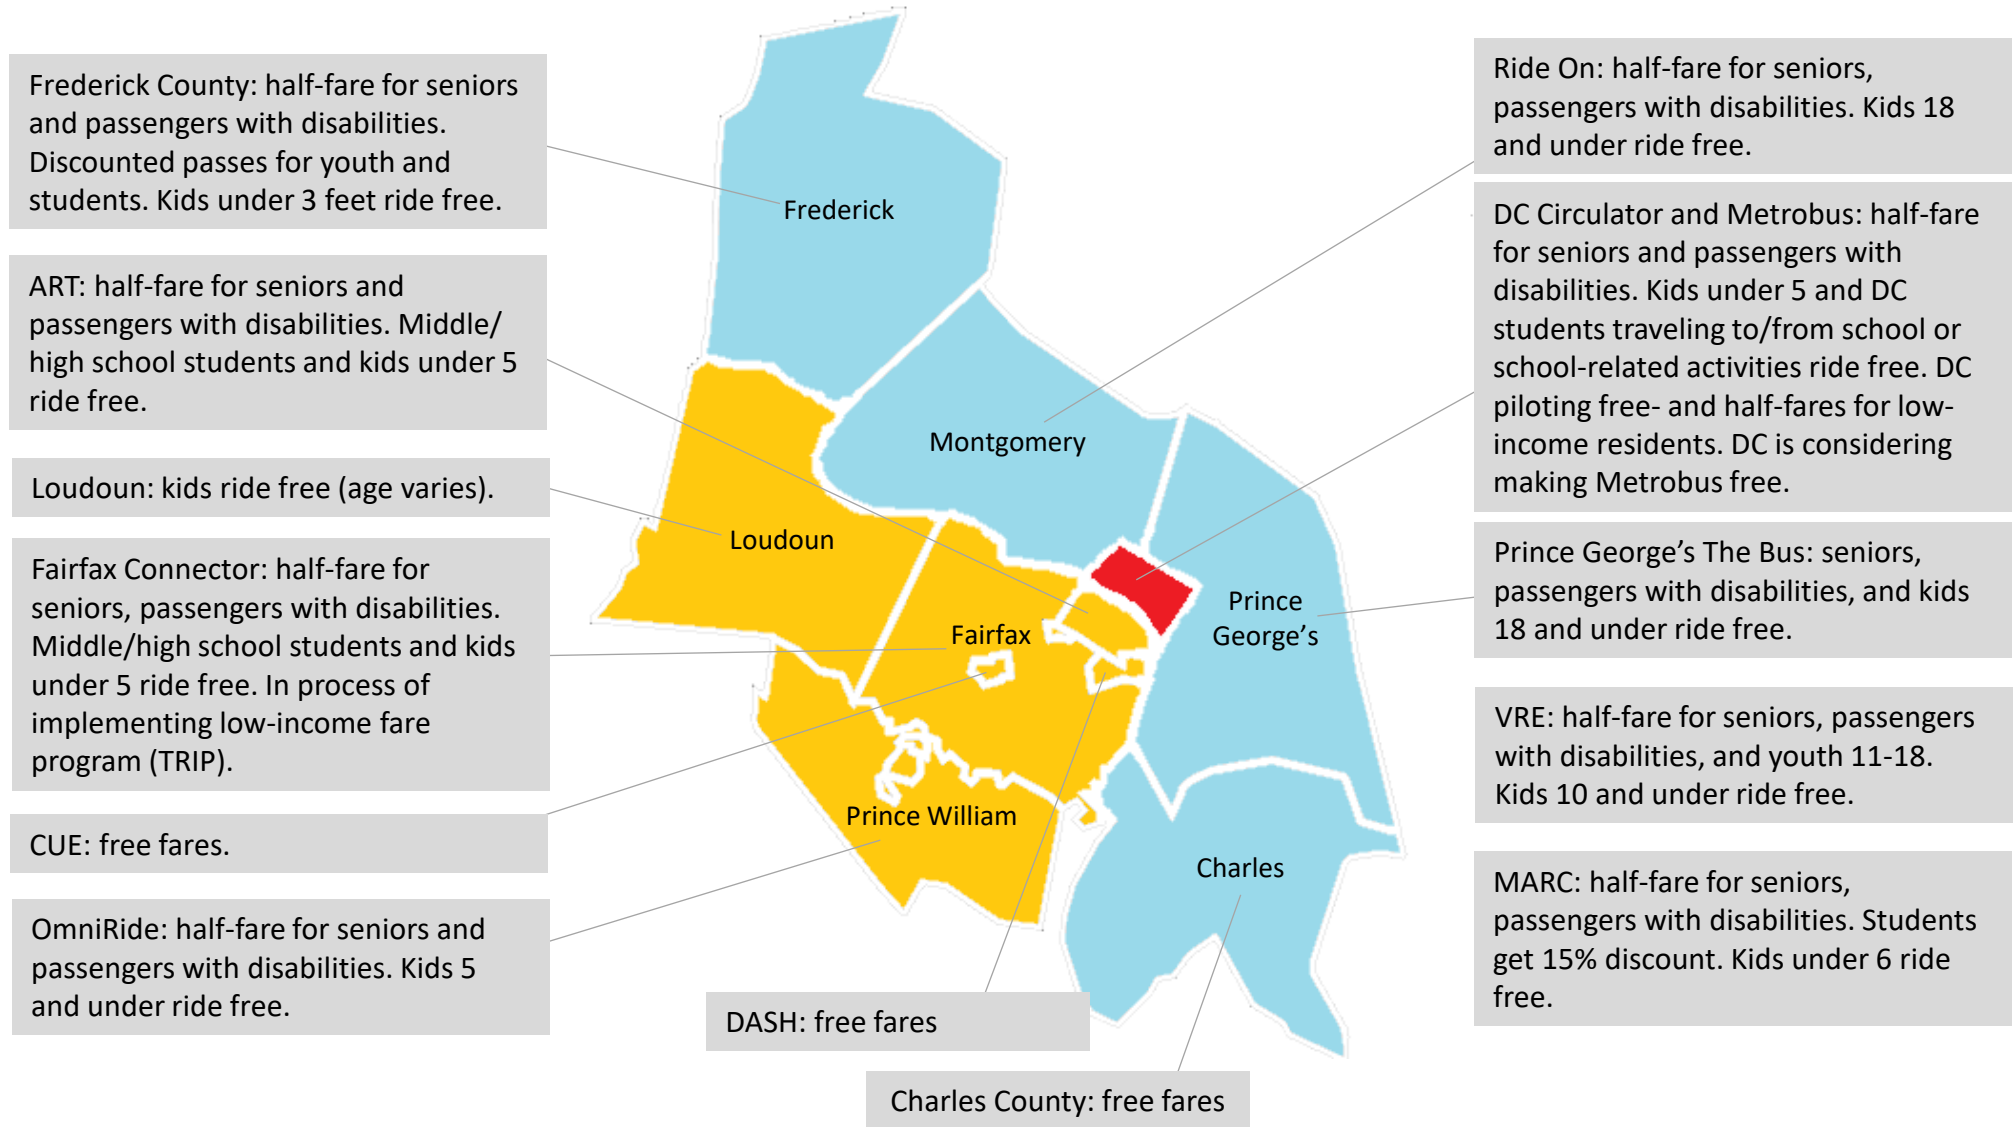 Frederick County: half-fare for seniors
and passengers with disabilities.
Discounted passes for youth and
students. Kids under 3 feet ride free.
ART: half-fare for seniors and
passengers with disabilities. Middle/
high school students and kids under 5
ride free.
Loudoun: kids ride free (age varies).
Fairfax Connector: half-fare for
seniors, passengers with disabilities.
Middle/high school students and kids
under 5 ride free. In process of
implementing low-income fare
program (TRIP).
CUE: free fares.
OmniRide: half-fare for seniors and
passengers with disabilities. Kids 5
and under ride free.
Frederick
Montgomery
Loudoun
Prince
George’s
Fairfax
Prince William
Charles
DASH: free fares
Charles County: free fares
Ride On: half-fare for seniors,
passengers with disabilities. Kids 18
and under ride free.
DC Circulator and Metrobus: half-fare
for seniors and passengers with
disabilities. Kids under 5 and DC
students traveling to/from school or
school-related activities ride free. DC
piloting free- and half-fares for low-
income residents. DC is considering
making Metrobus free.
Prince George’s The Bus: seniors,
passengers with disabilities, and kids
18 and under ride free.
VRE: half-fare for seniors, passengers
with disabilities, and youth 11-18.
Kids 10 and under ride free.
MARC: half-fare for seniors,
passengers with disabilities. Students
get 15% discount. Kids under 6 ride
free.